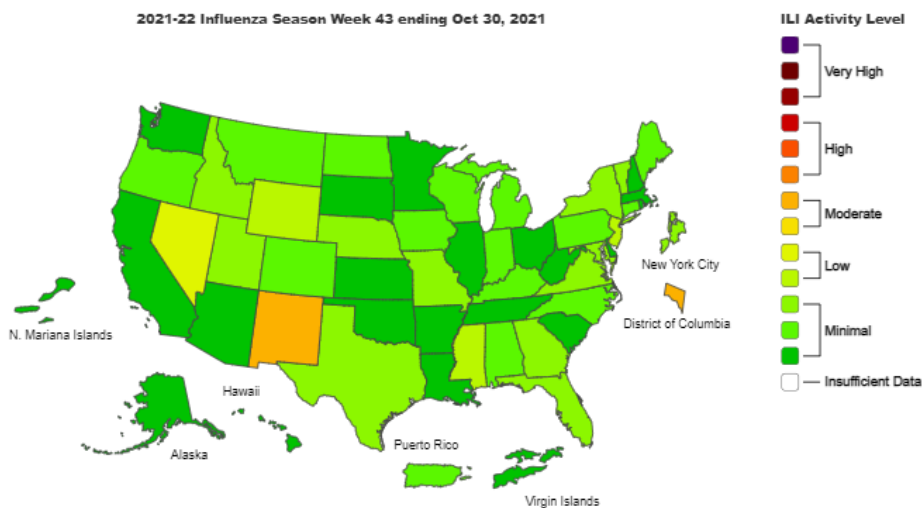 2021-22 Influenza Season Week 43 ending Oct 30, 2021
ILI Activity Level
Very High
High
Moderate
Low
Minimal
Insufficient Data
New York City
District of Columbia
N. Mariana Islands
Hawaii
Alaska
Puerto Rico
Virgin Islands